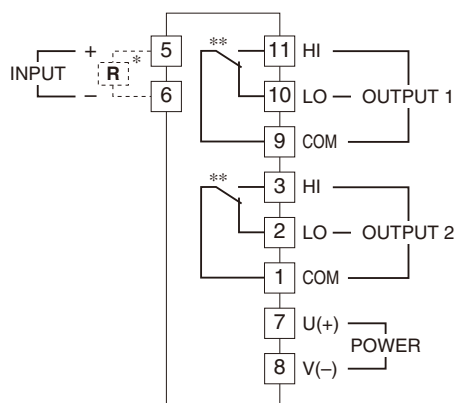 5 ** 11 HI
INPUT + R *
– 6 10 LO OUTPUT 1
9 COM
** 3 HI
2 LO OUTPUT 2
1 COM
7 U(+)
POWER
8 V(–)